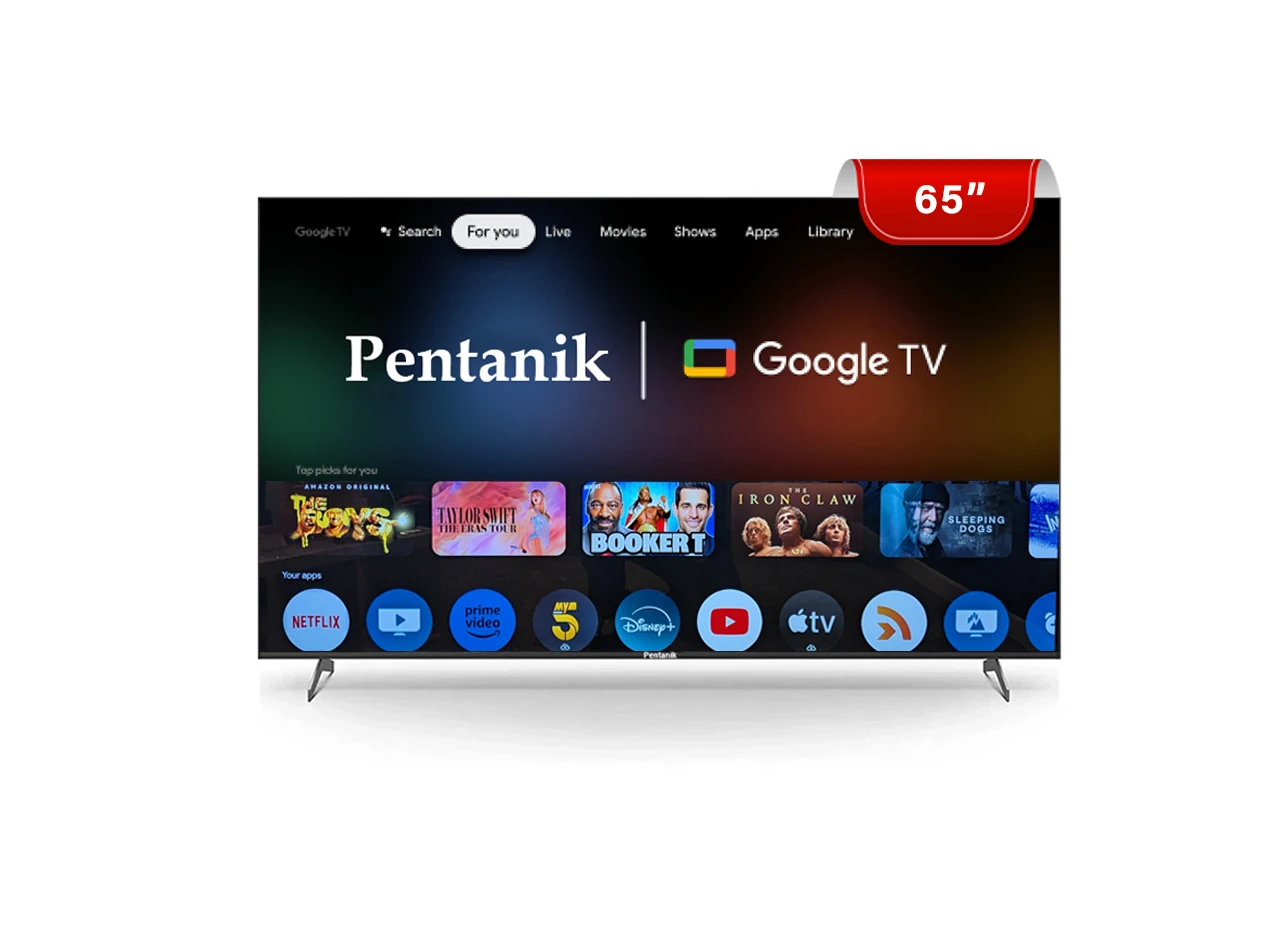 65"
Google TV Search For you Live Movies Shows Apps Library
Pentanik | Google TV
Top picks for you
AMAZON ORIGINAL
THE
TAYLOR SWIFT
THE ERAS TOUR
BOOKER T
THE
IRON CLAW
SLEEPING
DOGS
Your apps
NETFLIX
prime
video
MY
5
Disney+
tv
Pentanik